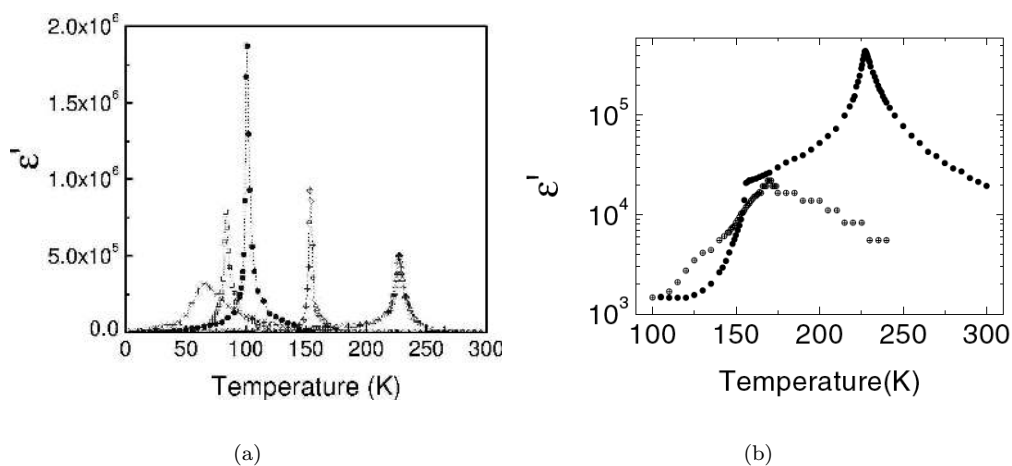 2.0x10⁶
1.5x10⁶
1.0x10⁶
5.0x10⁵
0.0
ε'
0 50 100 150 200 250 300
Temperature (K)
(a)
10⁵
10⁴
10³
ε'
100 150 200 250 300
Temperature(K)
(b)